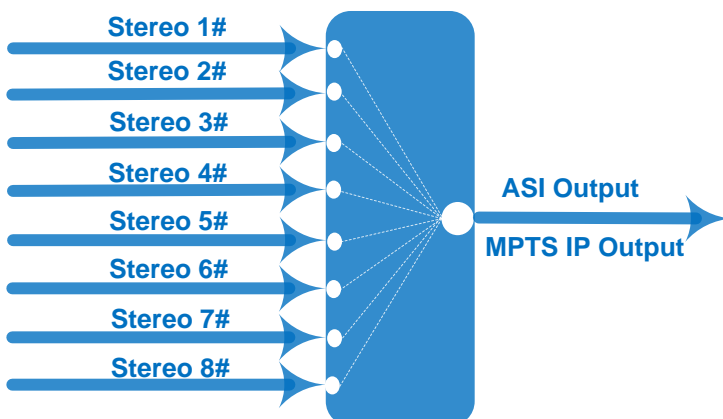 Stereo 1#
Stereo 2#
Stereo 3#
Stereo 4#
Stereo 5#
Stereo 6#
Stereo 7#
Stereo 8#
ASI Output
MPTS IP Output